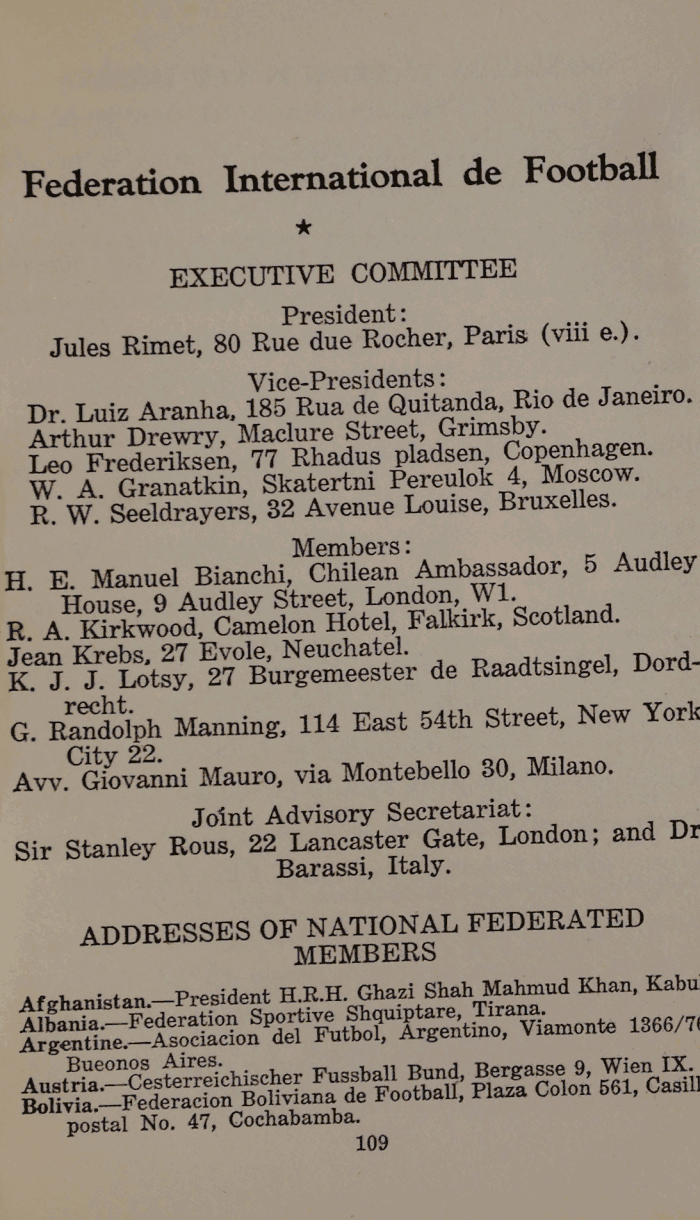 Federation International de Football
★
EXECUTIVE COMMITTEE
President:
Jules Rimet, 80 Rue due Rocher, Paris (viii e.).
Vice-Presidents:
Dr. Luiz Aranha, 185 Rua de Quitanda, Rio de Janeiro.
Arthur Drewry, Maclure Street, Grimsby.
Leo Frederiksen, 77 Rhadus pladsen, Copenhagen.
W. A. Granatkin, Skatertni Pereulok 4, Moscow.
R. W. Seeldrayers, 32 Avenue Louise, Bruxelles.
Members:
H. E. Manuel Bianchi, Chilean Ambassador, 5 Audley
House, 9 Audley Street, London, W1.
R. A. Kirkwood, Camelon Hotel, Falkirk, Scotland.
Jean Krebs, 27 Evole, Neuchatel.
K. J. J. Lotsy, 27 Burgemeester de Raadtsingel, Dord-
recht.
G. Randolph Manning, 114 East 54th Street, New York
City 22.
Avv. Giovanni Mauro, via Montebello 30, Milano.
Joint Advisory Secretariat:
Sir Stanley Rous, 22 Lancaster Gate, London; and Dr
Barassi, Italy.
ADDRESSES OF NATIONAL FEDERATED
MEMBERS
Afghanistan.—President H.R.H. Ghazi Shah Mahmud Khan, Kabu
Albania.—Federation Sportive Shquiptare, Tirana.
Argentine.—Asociacion del Futbol, Argentino, Viamonte 1366/76
Bueonos Aires.
Austria.—Cesterreichischer Fussball Bund, Bergasse 9, Wien IX.
Bolivia.—Federacion Boliviana de Football, Plaza Colon 561, Casill
postal No. 47, Cochabamba.
109